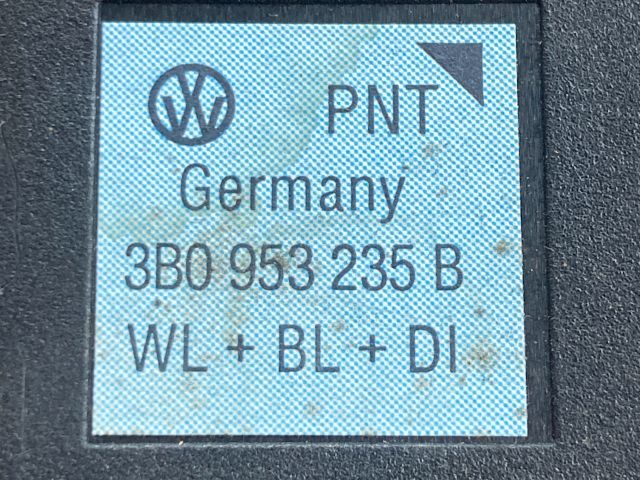 PNT
Germany
3B0 953 235 B
WL + BL + DI